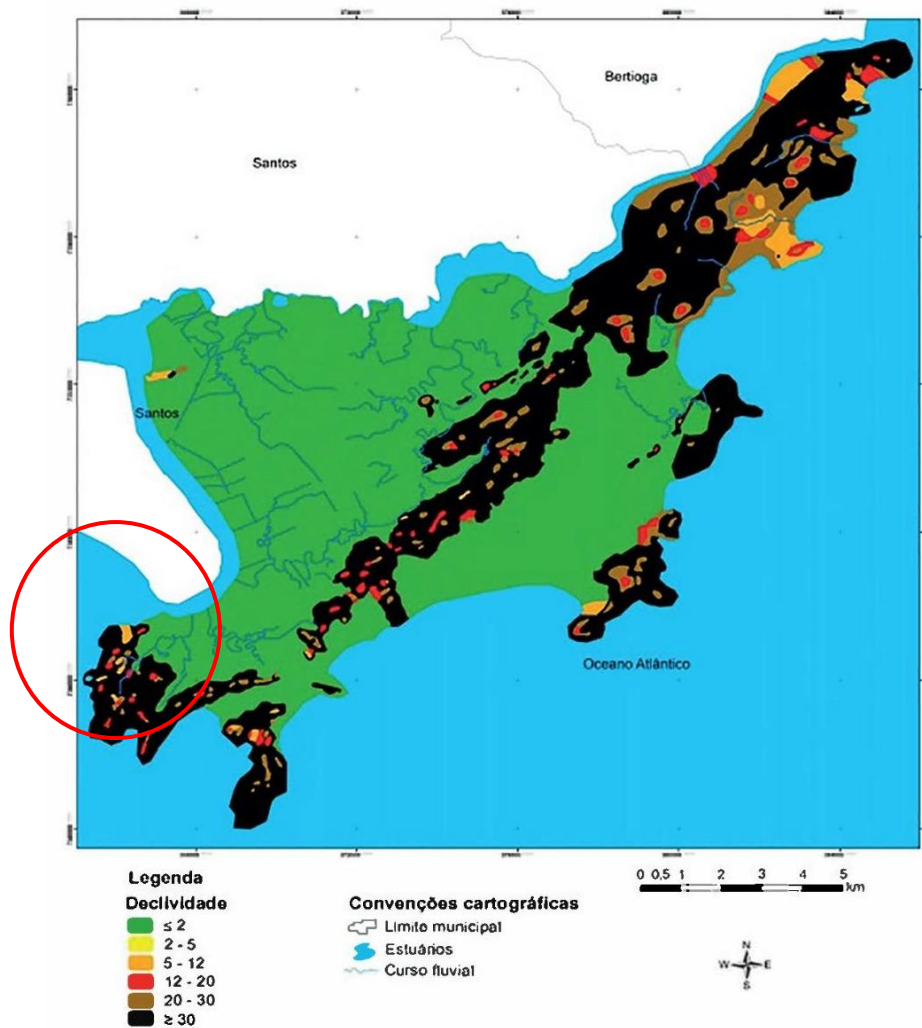 Bertioga
Santos
Santos
Oceano Atlântico
Legenda
Declividade
≤ 2
2 - 5
5 - 12
12 - 20
20 - 30
≥ 30
Convenções cartográficas
Limite municipal
Estuários
Curso fluvial
0 0,5 1 2 3 4 5
km
N
W E
S